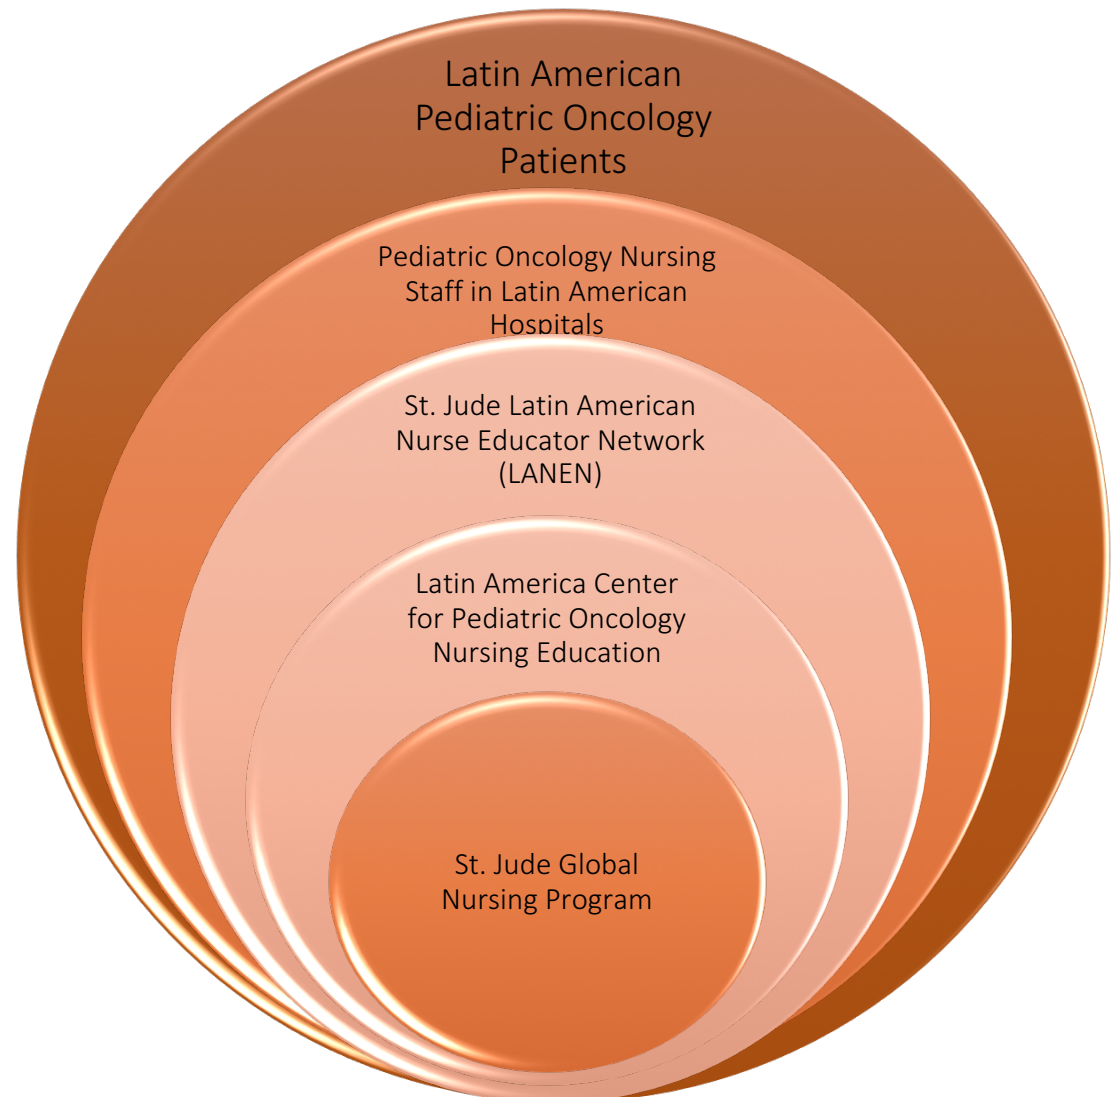 Latin American
Pediatric Oncology
Patients
Pediatric Oncology Nursing
Staff in Latin American
Hospitals
St. Jude Latin American
Nurse Educator Network
(LANEN)
Latin America Center
for Pediatric Oncology
Nursing Education
St. Jude Global
Nursing Program